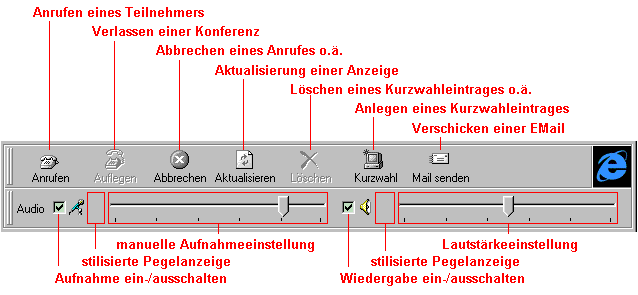 Anrufen eines Teilnehmers
Verlassen einer Konferenz
Abbrechen eines Anrufes o.ä.
Aktualisierung einer Anzeige
Löschen eines Kurzwahleintrages o.ä.
Anlegen eines Kurzwahleintrages
Verschicken einer EMail
Anrufen Auflegen Abbrechen Aktualisieren Löschen Kurzwahl Mail senden
Audio
manuelle Aufnahmeeinstellung Lautstärkeeinstellung
stilisierte Pegelanzeige stilisierte Pegelanzeige
Aufnahme ein-/ausschalten Wiedergabe ein-/ausschalten